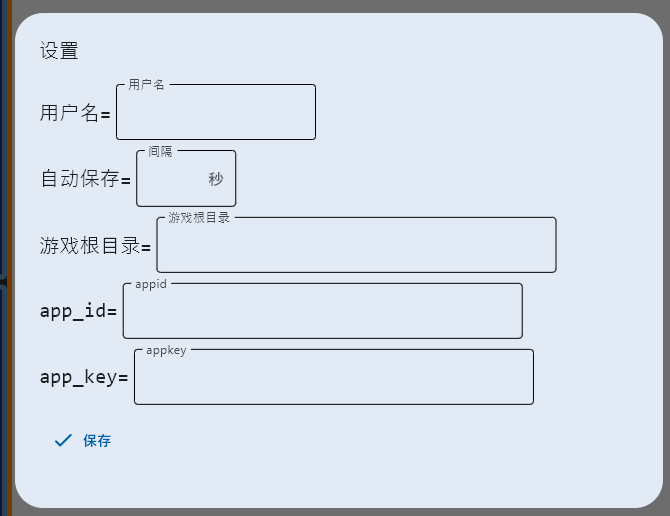 设置
用户名
用户名=
间隔
自动保存= 秒
游戏根目录
游戏根目录=
appid
app_id=
appkey
app_key=
保存